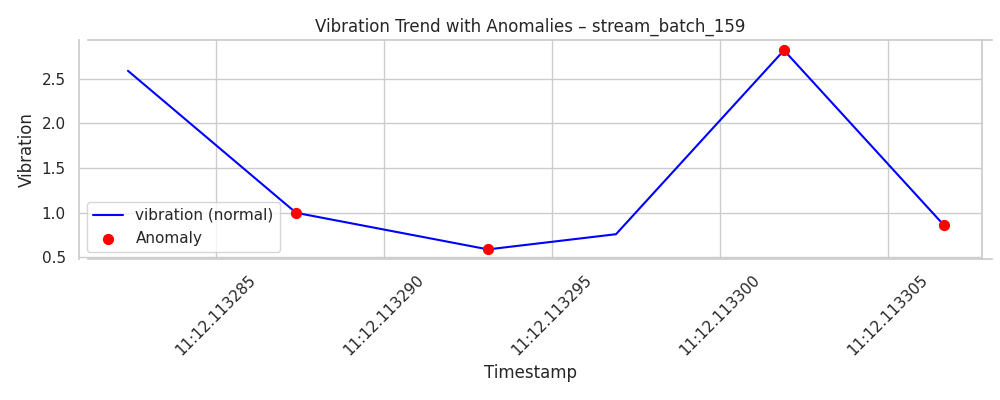 Vibration Trend with Anomalies – stream_batch_159
Vibration
2.5
2.0
1.5
1.0
0.5
vibration (normal)
Anomaly
11:12.113285
11:12.113290
11:12.113295
11:12.113300
11:12.113305
Timestamp